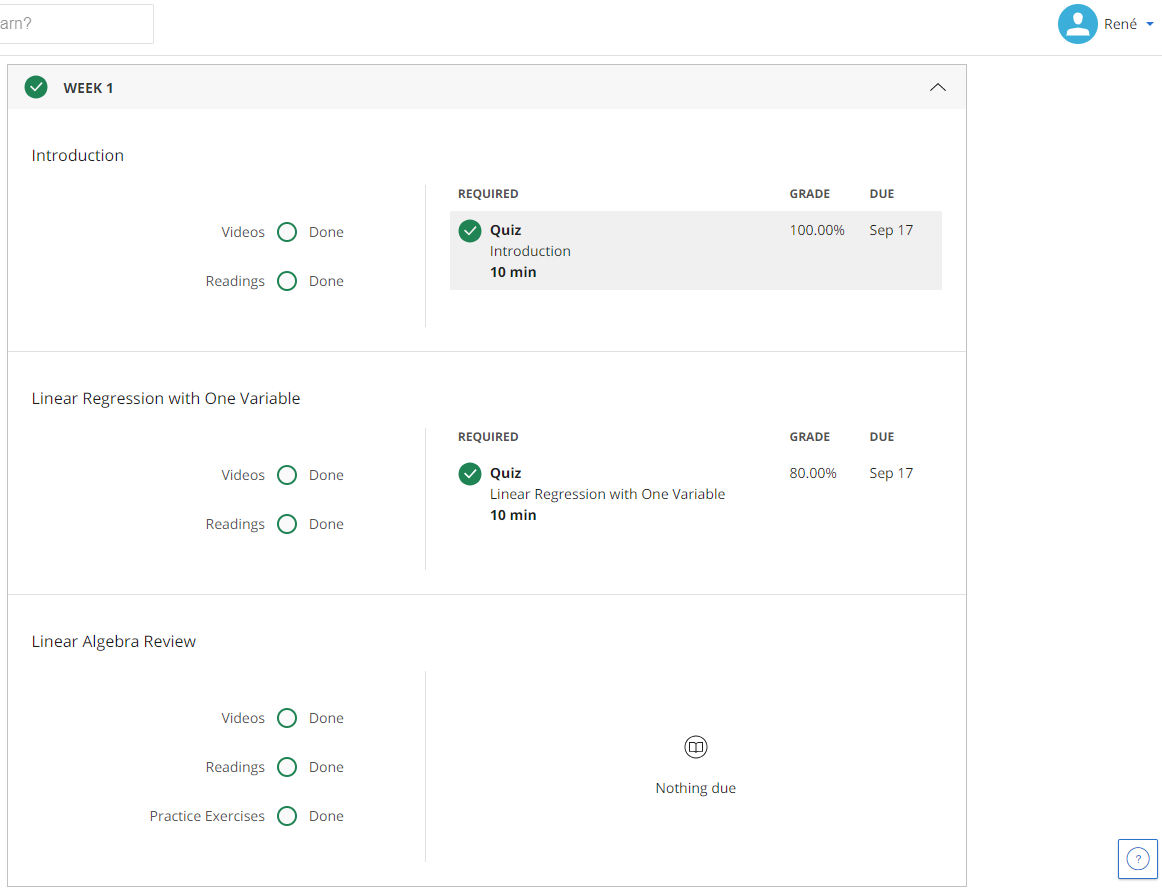 arn?
René
WEEK 1
Introduction
REQUIRED GRADE DUE
Videos Done
Readings Done
Quiz 100.00% Sep 17
Introduction
10 min
Linear Regression with One Variable
REQUIRED GRADE DUE
Videos Done
Readings Done
Quiz 80.00% Sep 17
Linear Regression with One Variable
10 min
Linear Algebra Review
Videos Done
Readings Done
Practice Exercises Done
Nothing due
?